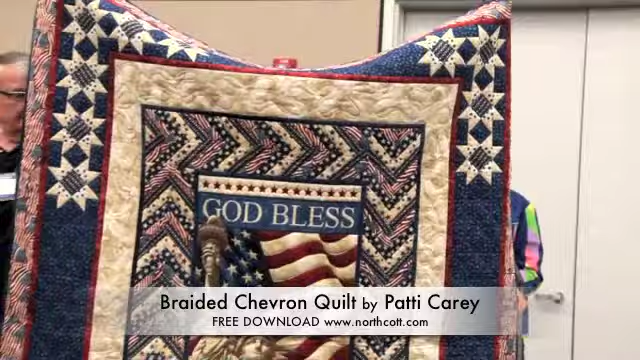 GOD BLESS
Braided Chevron Quilt by Patti Carey
FREE DOWNLOAD www.northcott.com